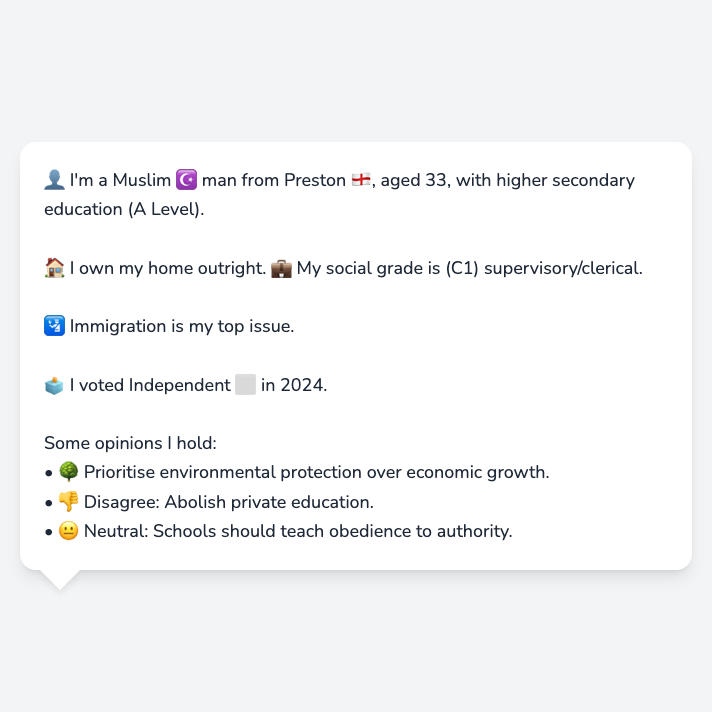 👤 I'm a Muslim ☪️ man from Preston 🏴󠁧󠁢󠁥󠁮󠁧󠁿, aged 33, with higher secondary
education (A Level).
🏠 I own my home outright. 💼 My social grade is (C1) supervisory/clerical.
🛂 Immigration is my top issue.
🗳️ I voted Independent ⬜ in 2024.
Some opinions I hold:
• 🌳 Prioritise environmental protection over economic growth.
• 👎 Disagree: Abolish private education.
• 😐 Neutral: Schools should teach obedience to authority.